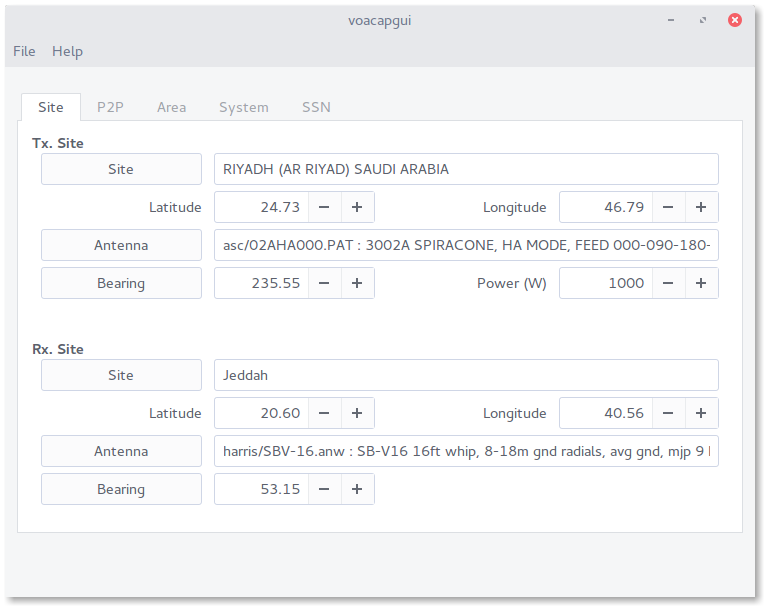 voacapgui
File Help
Site P2P Area System SSN
Tx. Site
Site RIYADH (AR RIYAD) SAUDI ARABIA
Latitude 24.73 − + Longitude 46.79 − +
Antenna asc/02AHA000.PAT : 3002A SPIRACONE, HA MODE, FEED 000-090-180-
Bearing 235.55 − + Power (W) 1000 − +
Rx. Site
Site Jeddah
Latitude 20.60 − + Longitude 40.56 − +
Antenna harris/SBV-16.anw : SB-V16 16ft whip, 8-18m gnd radials, avg gnd, mjp 9
Bearing 53.15 − +